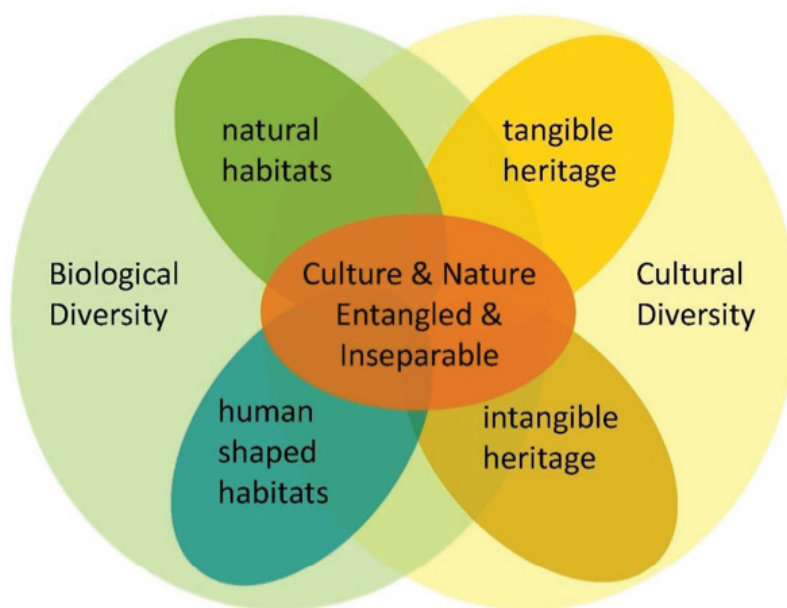 natural
habitats
tangible
heritage
Biological
Diversity
Culture & Nature
Entangled &
Inseparable
Cultural
Diversity
human
shaped
habitats
intangible
heritage